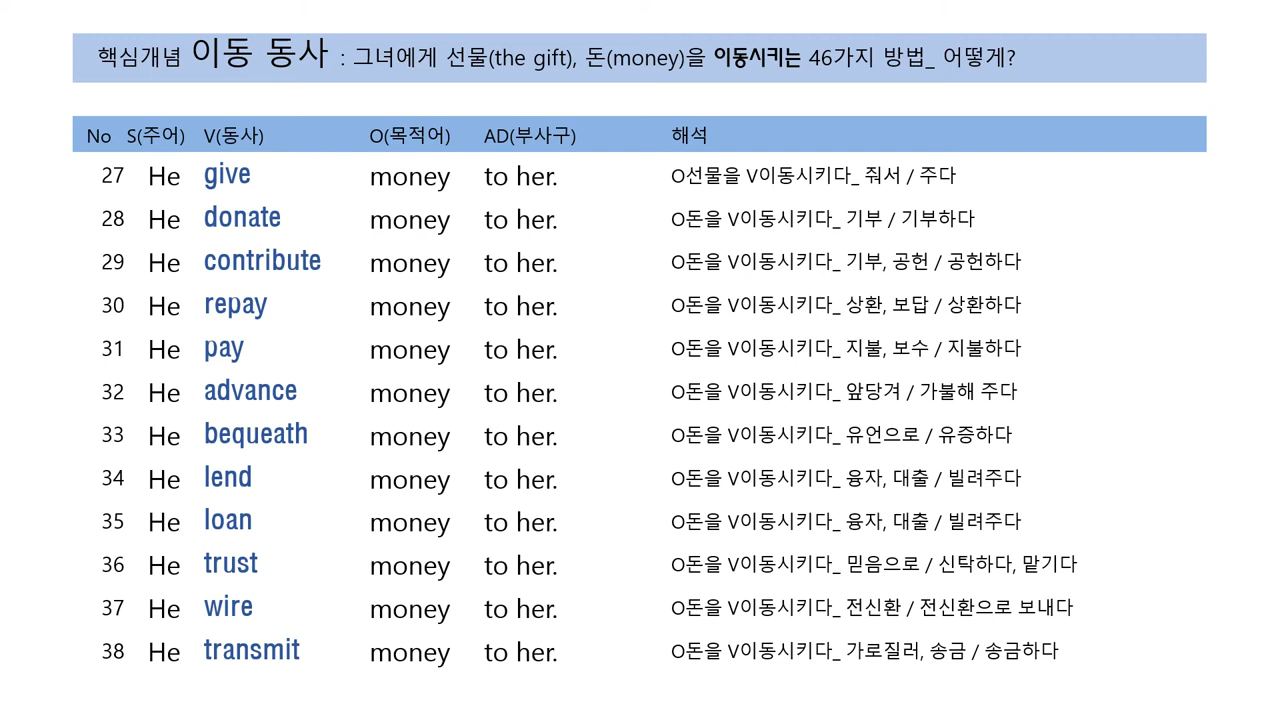 핵심개념 이동 동사 : 그녀에게 선물(the gift), 돈(money)을 이동시키는 46가지 방법_ 어떻게?
No S(주어) V(동사) O(목적어) AD(부사구) 해석
27 He give money to her. O선물을 V이동시키다_ 줘서 / 주다
28 He donate money to her. O돈을 V이동시키다_ 기부 / 기부하다
29 He contribute money to her. O돈을 V이동시키다_ 기부, 공헌 / 공헌하다
30 He repay money to her. O돈을 V이동시키다_ 상환, 보답 / 상환하다
31 He pay money to her. O돈을 V이동시키다_ 지불, 보수 / 지불하다
32 He advance money to her. O돈을 V이동시키다_ 앞당겨 / 가불해 주다
33 He bequeath money to her. O돈을 V이동시키다_ 유언으로 / 유증하다
34 He lend money to her. O돈을 V이동시키다_ 융자, 대출 / 빌려주다
35 He loan money to her. O돈을 V이동시키다_ 융자, 대출 / 빌려주다
36 He trust money to her. O돈을 V이동시키다_ 믿음으로 / 신탁하다, 맡기다
37 He wire money to her. O돈을 V이동시키다_ 전신환 / 전신환으로 보내다
38 He transmit money to her. O돈을 V이동시키다_ 가로질러, 송금 / 송금하다